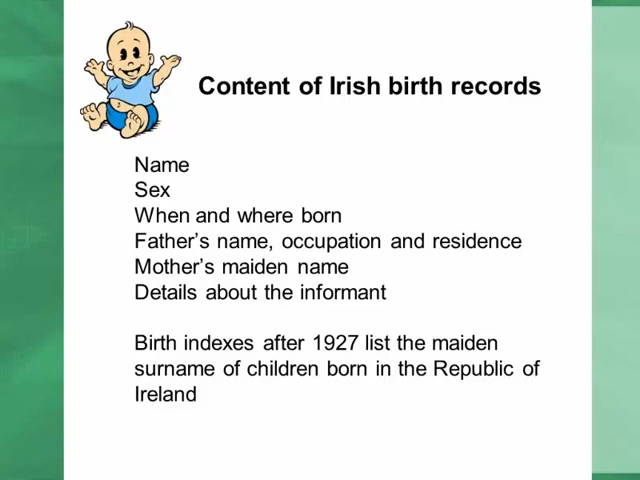 Content of Irish birth records
Name
Sex
When and where born
Father's name, occupation and residence
Mother's maiden name
Details about the informant
Birth indexes after 1927 list the maiden
surname of children born in the Republic of
Ireland